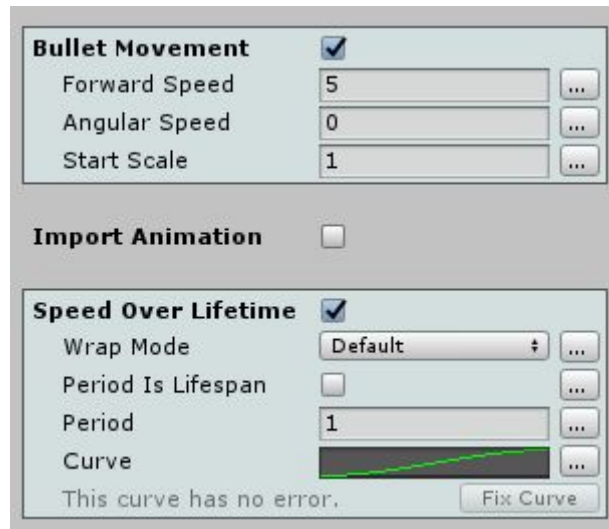 Bullet Movement
Forward Speed 5 ...
Angular Speed 0 ...
Start Scale 1 ...
Import Animation
Speed Over Lifetime
Wrap Mode Default ...
Period Is Lifespan ...
Period 1 ...
Curve ...
This curve has no error. Fix Curve